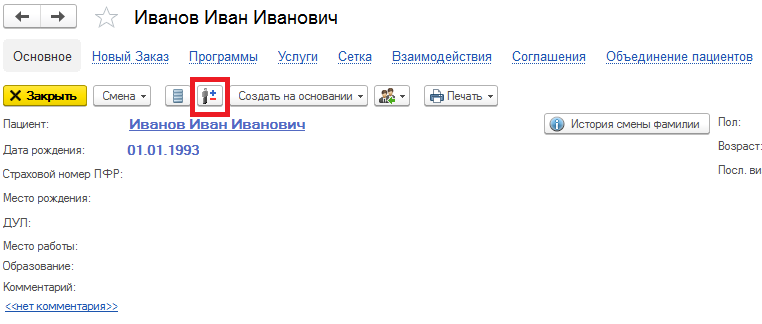 Иванов Иван Иванович
Основное Новый Заказ Программы Услуги Сетка Взаимодействия Соглашения Объединение пациентов
Закрыть Смена Создать на основании Печать
Пациент: Иванов Иван Иванович История смены фамилии Пол:
Дата рождения: 01.01.1993 Возраст:
Страховой номер ПФР: Посл. ви
Место рождения:
ДУЛ:
Место работы:
Образование:
Комментарий:
<<нет комментария>>